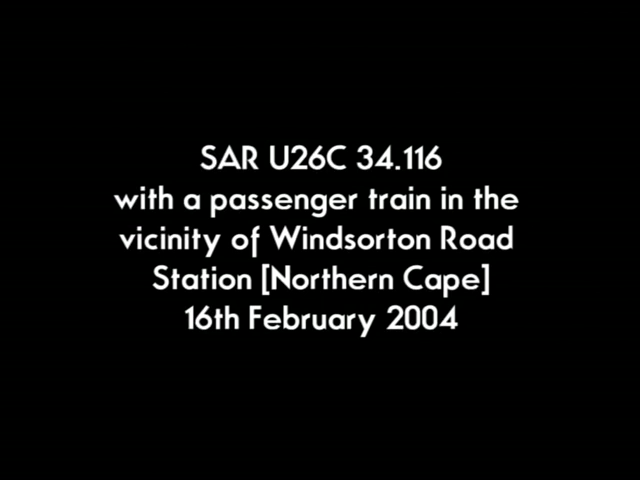 SAR U26C 34.116
with a passenger train in the
vicinity of Windsorton Road
Station [Northern Cape]
16th February 2004